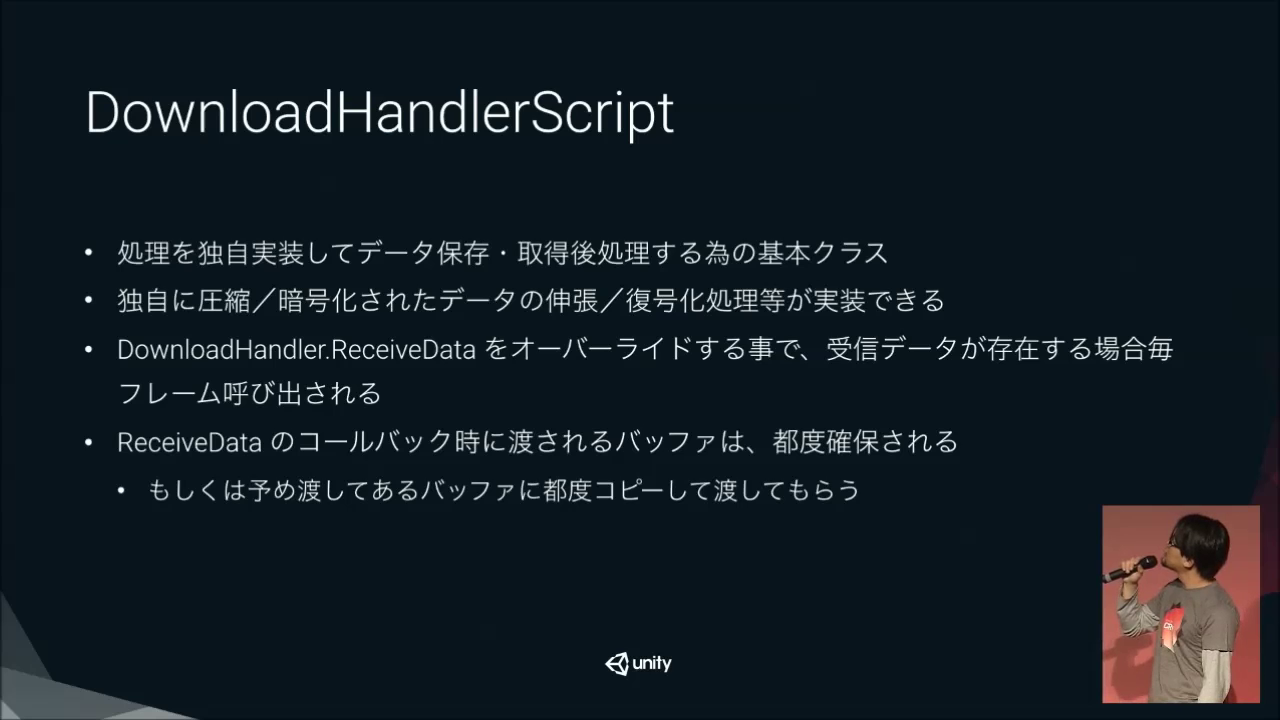 DownloadHandlerScript
• 処理を独自実装してデータ保存・取得後処理する為の基本クラス
• 独自に圧縮／暗号化されたデータの伸張／復号化処理等が実装できる
• DownloadHandler.ReceiveData をオーバーライドする事で、受信データが存在する場合毎
フレーム呼び出される
• ReceiveData のコールバック時に渡されるバッファは、都度確保される
• もしくは予め渡してあるバッファに都度コピーして渡してもらう
unity